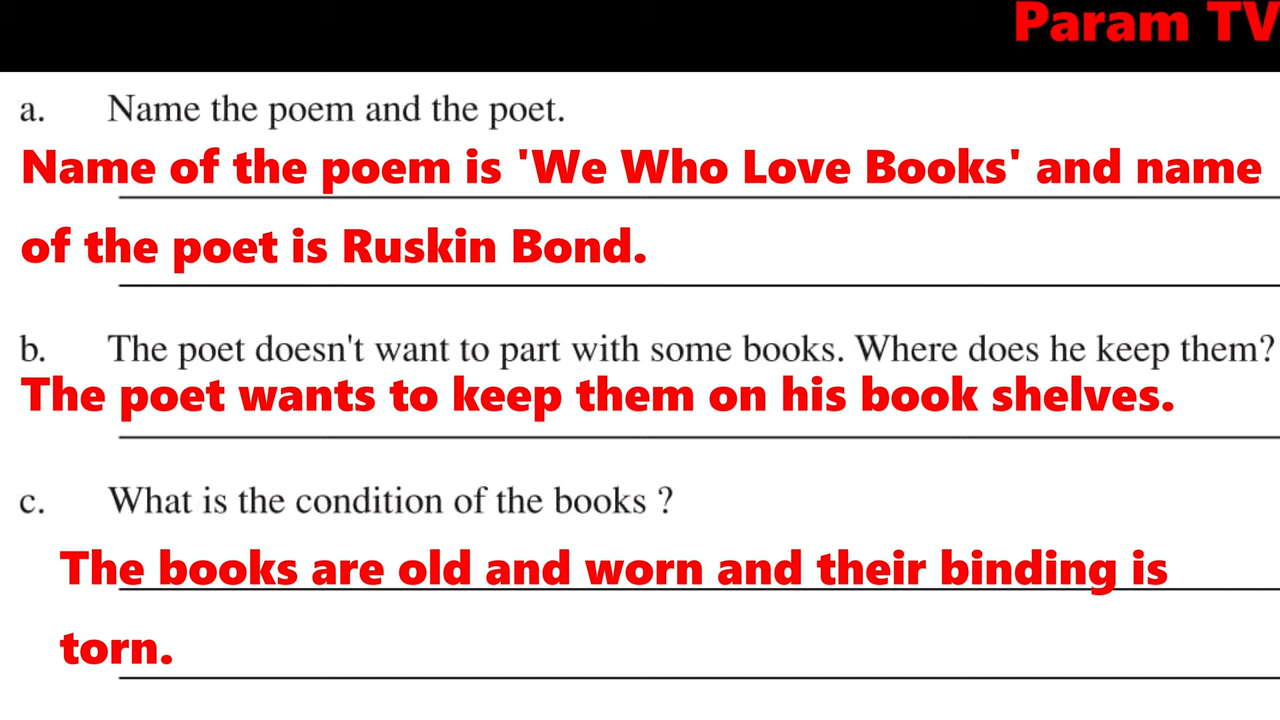 Param TV
a. Name the poem and the poet.
Name of the poem is 'We Who Love Books' and name
of the poet is Ruskin Bond.
b. The poet doesn't want to part with some books. Where does he keep them?
The poet wants to keep them on his book shelves.
c. What is the condition of the books ?
The books are old and worn and their binding is
torn.